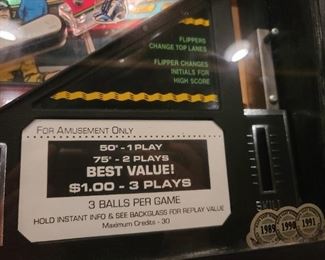 FLIPPERS
CHANGE TOP LANES
FLIPPER CHANGES
INITIALS FOR
HIGH SCORE
FOR AMUSEMENT ONLY
50¢ - 1 PLAY
75¢ - 2 PLAYS
BEST VALUE!
$1.00 - 3 PLAYS
3 BALLS PER GAME
HOLD INSTANT INFO & SEE BACKGLASS FOR REPLAY VALUE
Maximum Credits - 30
SKILL
1989
1990
1991